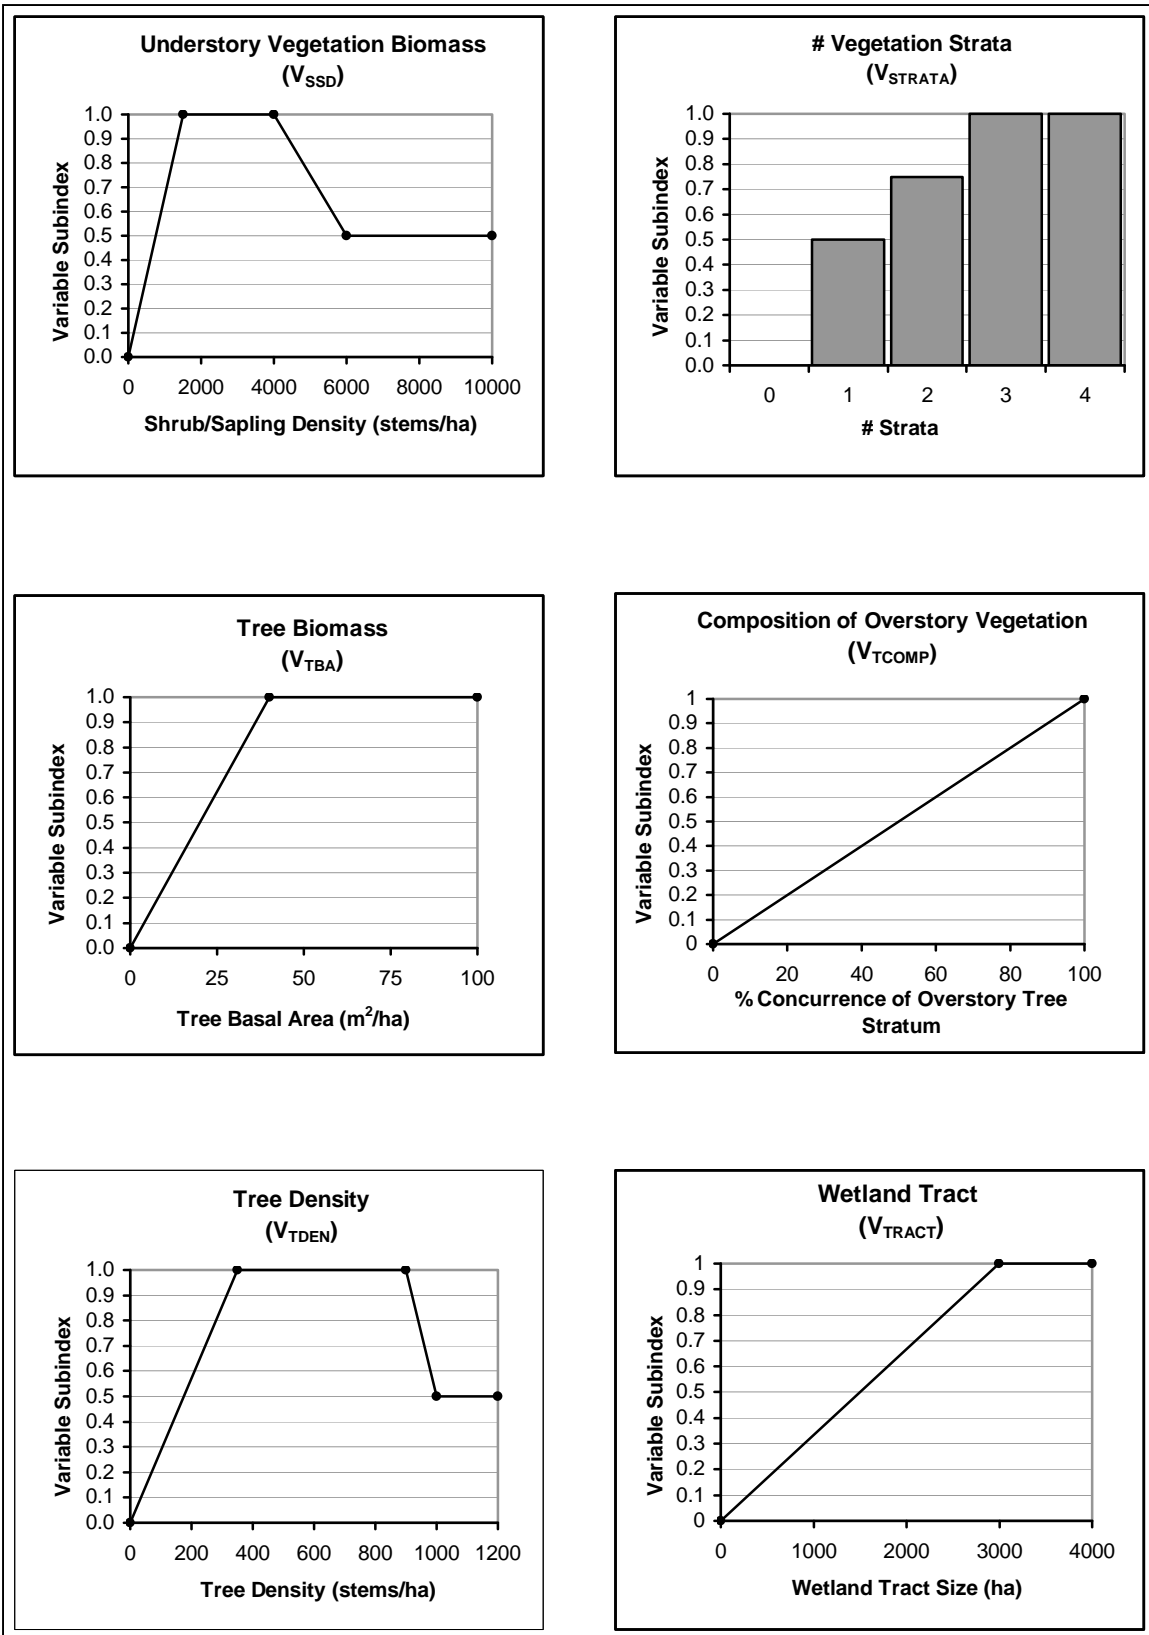 Understory Vegetation Biomass
(VSSD)
1.0
0.9
0.8
0.7
0.6
0.5
0.4
0.3
0.2
0.1
0.0
Variable Subindex
0 2000 4000 6000 8000 10000
Shrub/Sapling Density (stems/ha)
# Vegetation Strata
(VSTRATA)
1.0
0.9
0.8
0.7
0.6
0.5
0.4
0.3
0.2
0.1
0.0
Variable Subindex
0 1 2 3 4
# Strata
Tree Biomass
(VTBA)
1.0
0.9
0.8
0.7
0.6
0.5
0.4
0.3
0.2
0.1
0.0
Variable Subindex
0 25 50 75 100
Tree Basal Area (m²/ha)
Composition of Overstory Vegetation
(VTCOMP)
1
0.9
0.8
0.7
0.6
0.5
0.4
0.3
0.2
0.1
0
Variable Subindex
0 20 40 60 80 100
% Concurrence of Overstory Tree
Stratum
Tree Density
(VTDEN)
1.0
0.9
0.8
0.7
0.6
0.5
0.4
0.3
0.2
0.1
0.0
Variable Subindex
0 200 400 600 800 1000 1200
Tree Density (stems/ha)
Wetland Tract
(VTRACT)
1
0.9
0.8
0.7
0.6
0.5
0.4
0.3
0.2
0.1
0
Variable Subindex
0 1000 2000 3000 4000
Wetland Tract Size (ha)